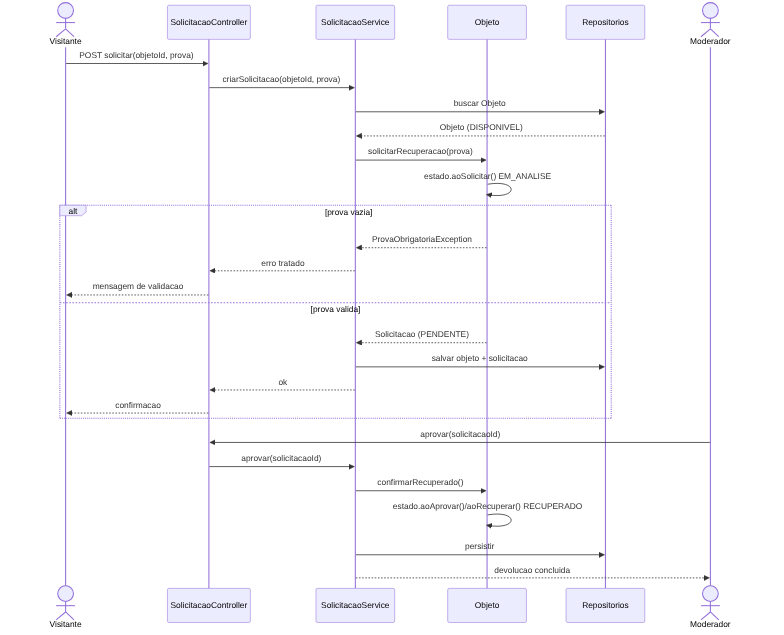 SolicitacaoController
SolicitacaoService
Objeto
Repositorios
Visitante
Moderador
POST solicitar(objetoId, prova)
criarSolicitacao(objetoId, prova)
buscar Objeto
Objeto (DISPONIVEL)
solicitarRecuperacao(prova)
estado.aoSolicitar() EM_ANALISE
alt
[prova vazia]
ProvaObrigatoriaException
erro tratado
mensagem de validacao
[prova valida]
Solicitacao (PENDENTE)
salvar objeto + solicitacao
ok
confirmacao
aprovar(solicitacaoId)
aprovar(solicitacaoId)
confirmarRecuperado()
estado.aoAprovar()/aoRecuperar() RECUPERADO
persistir
devolucao concluida
SolicitacaoController
SolicitacaoService
Objeto
Repositorios
Visitante
Moderador